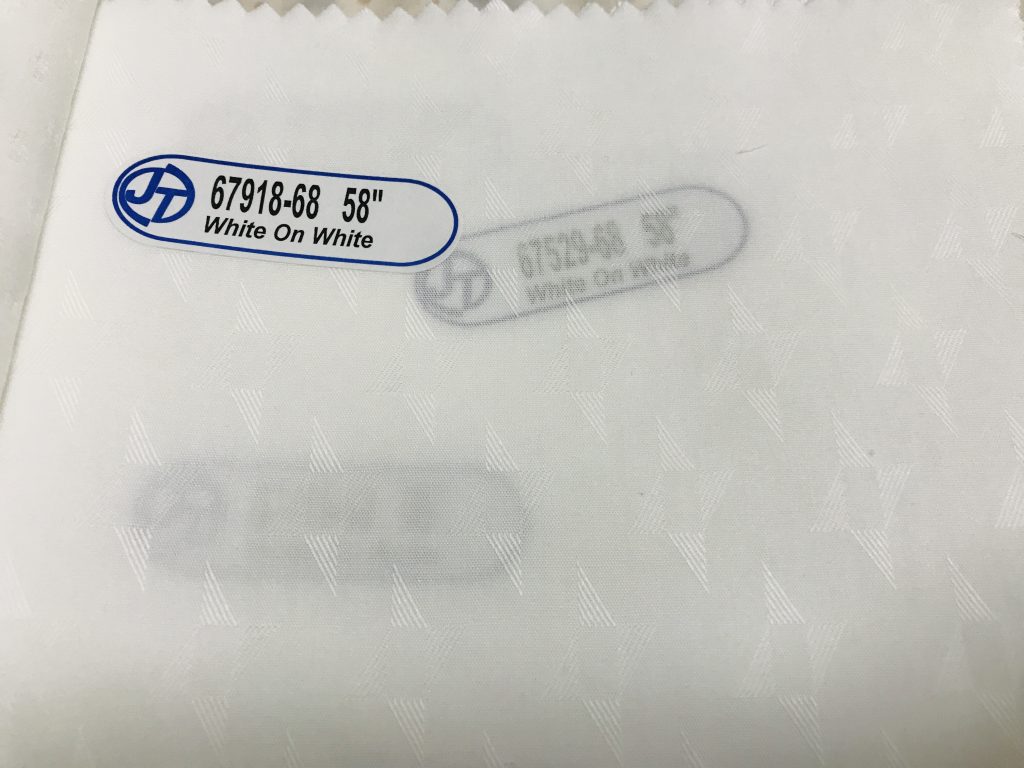 JT
67918-68 58"
White On White
JT
67529-68 58"
White On White